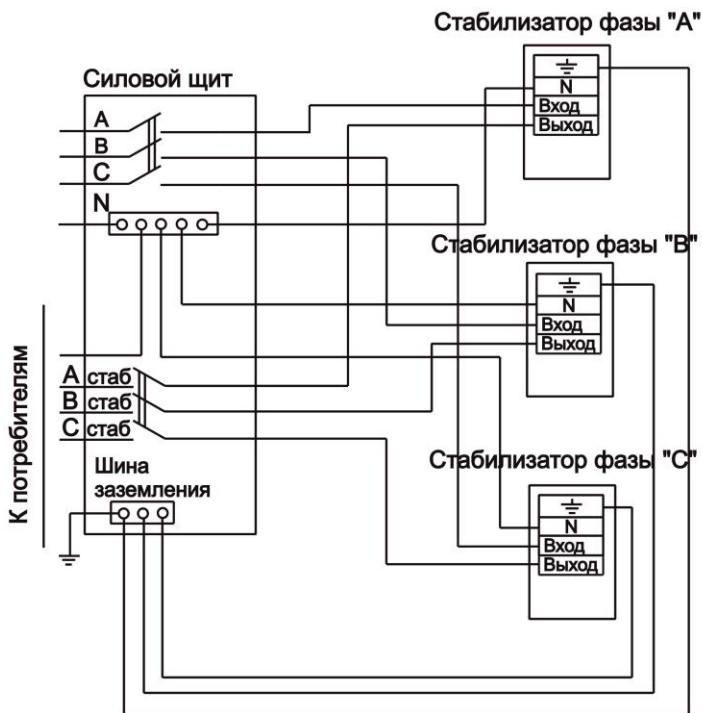 Стабилизатор фазы "А"
Силовой щит
А
В
С
N
N
Вход
Выход
Стабилизатор фазы "В"
N
Вход
Выход
К потребителям
А стаб
В стаб
С стаб
Шина
заземления
Стабилизатор фазы "С"
N
Вход
Выход